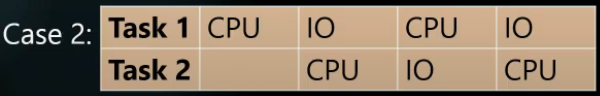 Case 2:
Task 1 CPU IO CPU IO
Task 2 CPU IO CPU